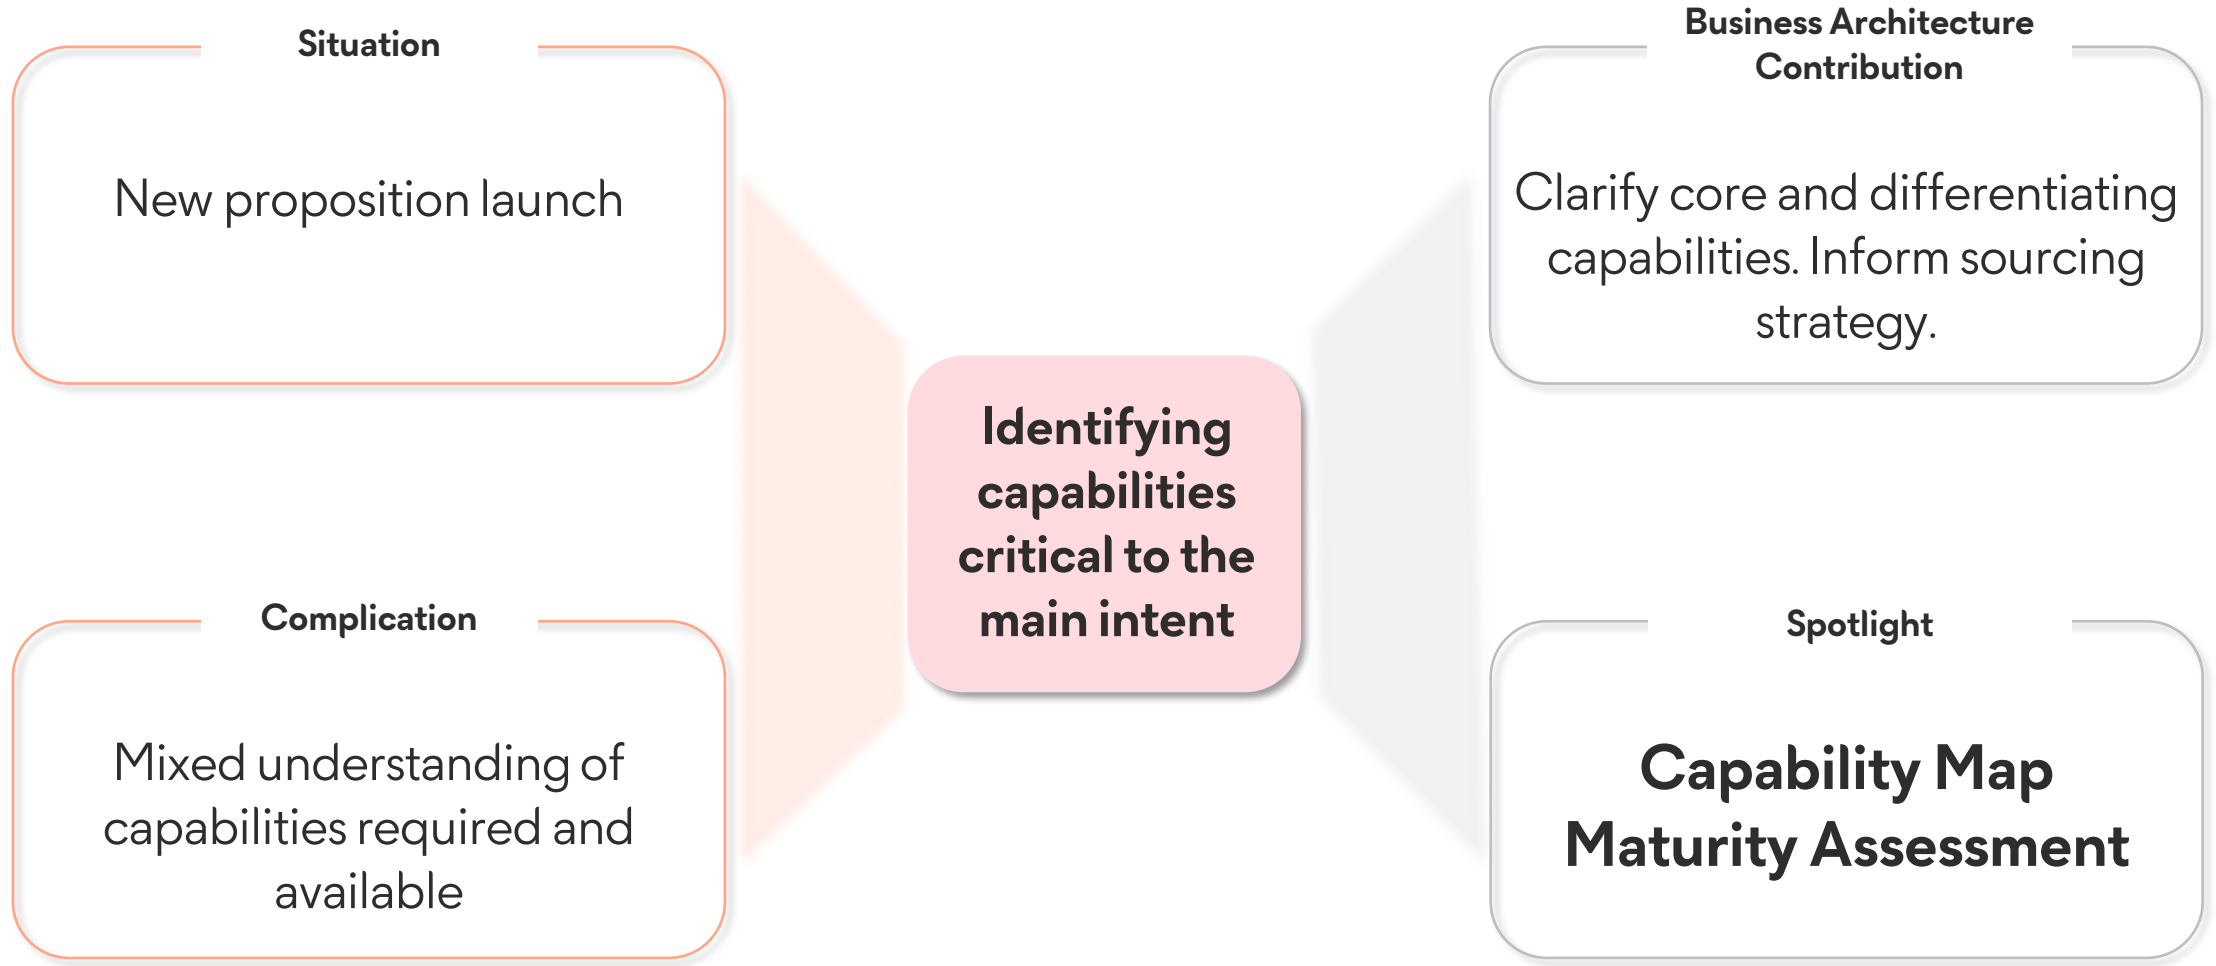 Situation
New proposition launch
Complication
Mixed understanding of
capabilities required and
available
Identifying
capabilities
critical to the
main intent
Business Architecture
Contribution
Clarify core and differentiating
capabilities. Inform sourcing
strategy.
Spotlight
Capability Map
Maturity Assessment